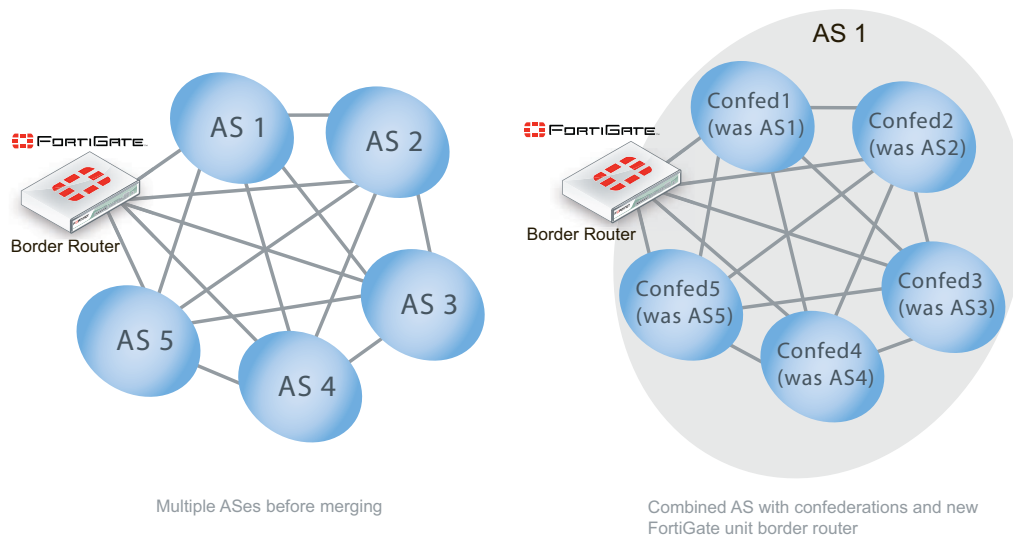 AS 1
AS 2
FORTIGATE
Border Router
AS 3
AS 5
AS 4
Multiple ASes before merging
AS 1
Confed1
(was AS1)
Confed2
(was AS2)
FORTIGATE
Border Router
Confed3
(was AS3)
Confed5
(was AS5)
Confed4
(was AS4)
Combined AS with confederations and new
FortiGate unit border router